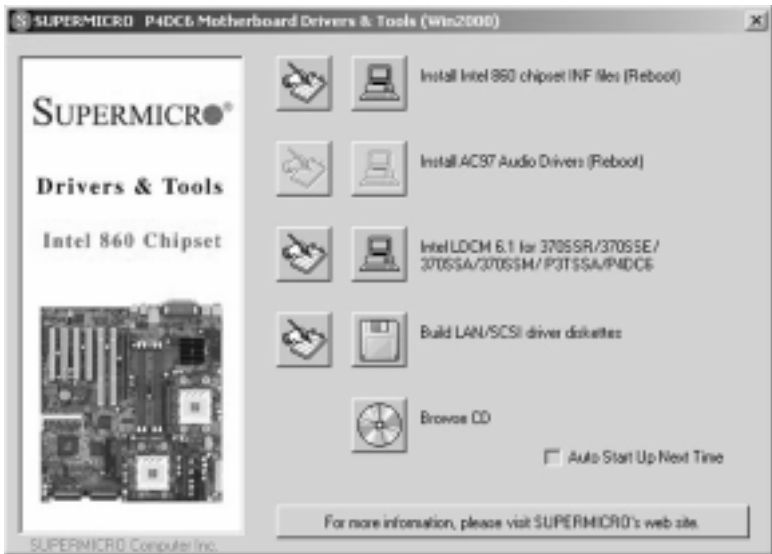 SUPERMICRO P4DC6 Motherboard Drivers & Tools (Win2000)
SUPERMICRO®
Drivers & Tools
Intel 860 Chipset
Install Intel 860 chipset INF files (Reboot)
Install AC97 Audio Drivers (Reboot)
Intel LDCM 6.1 for 370SSR/370SSE/
370SSA/370SSM/ P3TSSA/P4DC6
Build LAN/SCSI driver diskettes
Browse CD
Auto Start Up Next Time
For more information, please visit SUPERMICRO's web site.
SUPERMICRO Computer Inc.